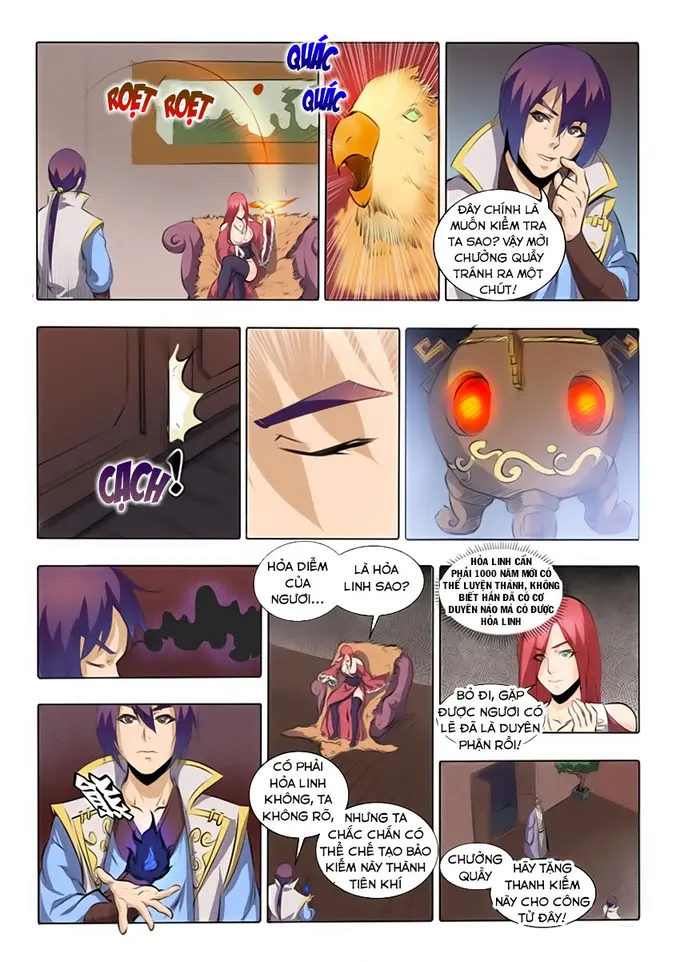 ROẸT ROẸT
QUÁC
QUÁC
ĐÂY CHÍNH LÀ
MUỐN KIỂM TRA
TA SAO? VẬY MỜI
CHƯỞNG QUẦY
TRÁNH RA MỘT
CHÚT!
CẠCH!
HỎA DIỄM
CỦA
NGƯƠI...
LÀ HỎA
LINH SAO?
HỎA LINH CẦN
PHẢI 1000 NĂM MỚI CÓ
THỂ LUYỆN THÀNH, KHÔNG
BIẾT HẮN ĐÃ CÓ CƠ
DUYÊN NÀO MÀ CÓ ĐƯỢC
HỎA LINH
BỎ ĐI, GẶP
ĐƯỢC NGƯƠI CÓ
LẼ ĐÃ LÀ DUYÊN
PHẬN RỒI!
CÓ PHẢI
HỎA LINH
KHÔNG, TA
KHÔNG RÕ,
NHƯNG TA
CHẮC CHẮN CÓ
THỂ CHẾ TẠO BẢO
KIẾM NÀY THÀNH
TIÊN KHÍ
CHƯỞNG
QUẦY
HÃY TẶNG
THANH KIẾM
NÀY CHO CÔNG
TỬ ĐÂY!